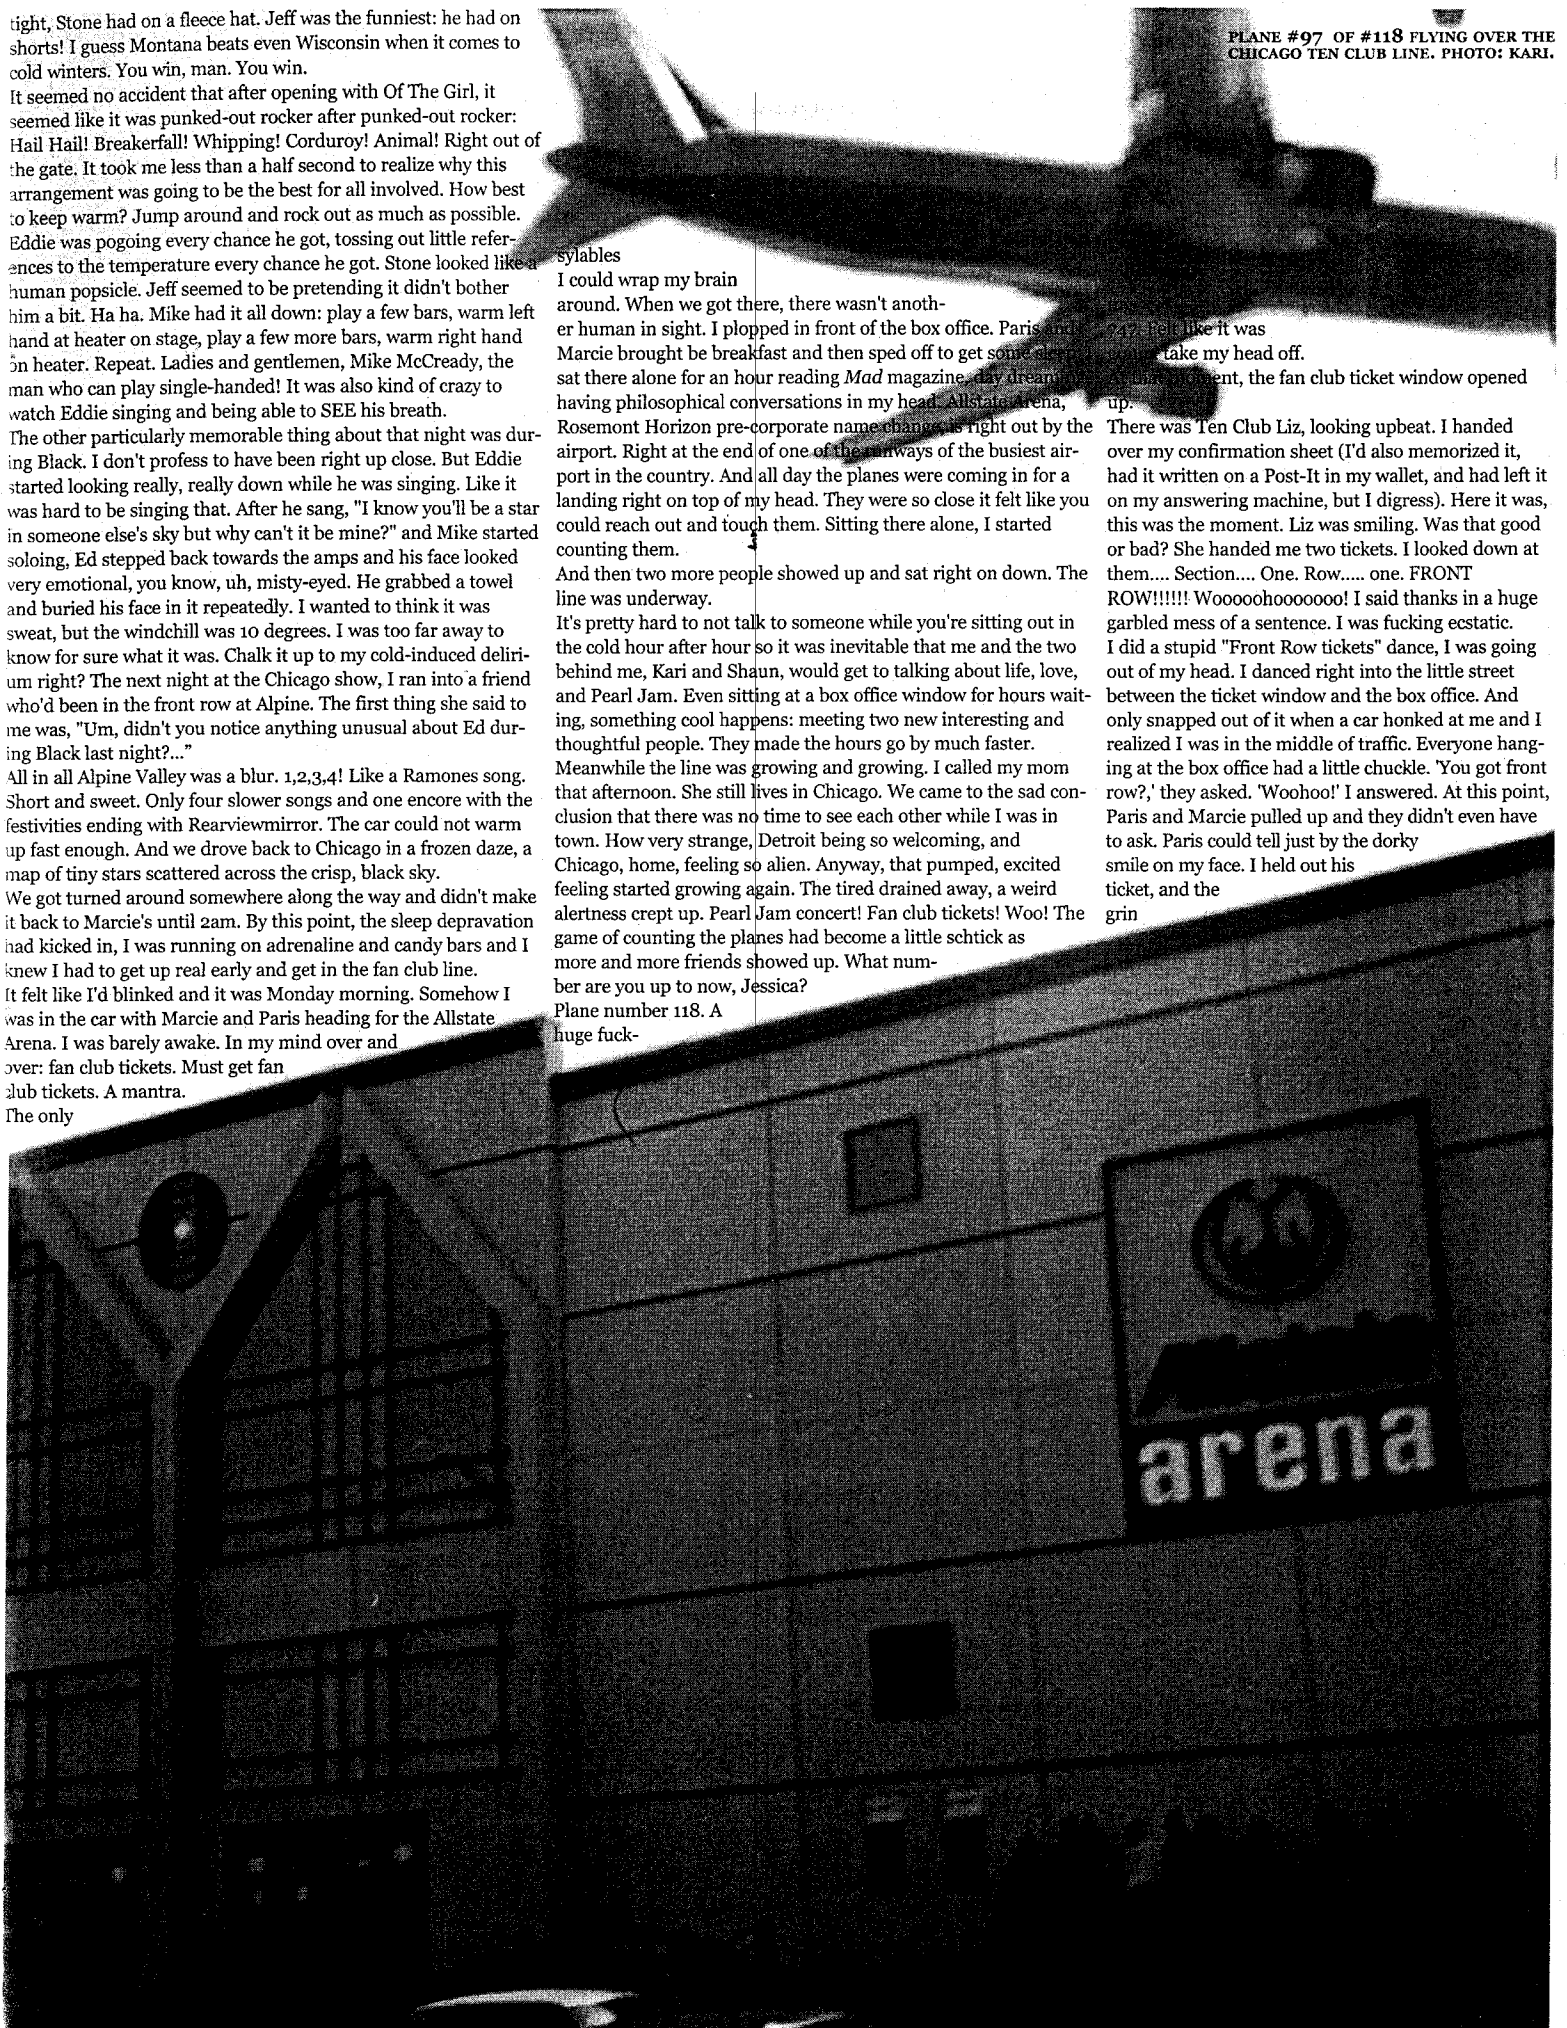 tight, Stone had on a fleece hat. Jeff was the funniest: he had on
shorts! I guess Montana beats even Wisconsin when it comes to
cold winters. You win, man. You win.
It seemed no accident that after opening with Of The Girl, it
seemed like it was punked-out rocker after punked-out rocker:
Hail Hail! Breakerfall! Whipping! Corduroy! Animal! Right out of
the gate. It took me less than a half second to realize why this
arrangement was going to be the best for all involved. How best
to keep warm? Jump around and rock out as much as possible.
Eddie was pogoing every chance he got, tossing out little refer-
ences to the temperature every chance he got. Stone looked like a
human popsicle. Jeff seemed to be pretending it didn't bother
him a bit. Ha ha. Mike had it all down: play a few bars, warm left
hand at heater on stage, play a few more bars, warm right hand
on heater. Repeat. Ladies and gentlemen, Mike McCready, the
man who can play single-handed! It was also kind of crazy to
watch Eddie singing and being able to SEE his breath.
The other particularly memorable thing about that night was dur-
ing Black. I don't profess to have been right up close. But Eddie
started looking really, really down while he was singing. Like it
was hard to be singing that. After he sang, "I know you'll be a star
in someone else's sky but why can't it be mine?" and Mike started
soloing, Ed stepped back towards the amps and his face looked
very emotional, you know, uh, misty-eyed. He grabbed a towel
and buried his face in it repeatedly. I wanted to think it was
sweat, but the windchill was 10 degrees. I was too far away to
know for sure what it was. Chalk it up to my cold-induced deliri-
um right? The next night at the Chicago show, I ran into a friend
who'd been in the front row at Alpine. The first thing she said to
me was, "Um, didn't you notice anything unusual about Ed dur-
ing Black last night?..."
All in all Alpine Valley was a blur. 1,2,3,4! Like a Ramones song.
Short and sweet. Only four slower songs and one encore with the
festivities ending with Rearviewmirror. The car could not warm
up fast enough. And we drove back to Chicago in a frozen daze, a
map of tiny stars scattered across the crisp, black sky.
We got turned around somewhere along the way and didn't make
it back to Marcie's until 2am. By this point, the sleep depravation
had kicked in, I was running on adrenaline and candy bars and I
knew I had to get up real early and get in the fan club line.
It felt like I'd blinked and it was Monday morning. Somehow I
was in the car with Marcie and Paris heading for the Allstate
Arena. I was barely awake. In my mind over and
over: fan club tickets. Must get fan
club tickets. A mantra.
The only
sylables
I could wrap my brain
around. When we got there, there wasn't anoth-
er human in sight. I plopped in front of the box office. Paris and
Marcie brought be breakfast and then sped off to get some sleep.
sat there alone for an hour reading Mad magazine, day dreaming
having philosophical conversations in my head. Allstate Arena,
Rosemont Horizon pre-corporate name change, is right out by the
airport. Right at the end of one of the runways of the busiest air-
port in the country. And all day the planes were coming in for a
landing right on top of my head. They were so close it felt like you
could reach out and touch them. Sitting there alone, I started
counting them.
And then two more people showed up and sat right on down. The
line was underway.
It's pretty hard to not talk to someone while you're sitting out in
the cold hour after hour so it was inevitable that me and the two
behind me, Kari and Shaun, would get to talking about life, love,
and Pearl Jam. Even sitting at a box office window for hours wait-
ing, something cool happens: meeting two new interesting and
thoughtful people. They made the hours go by much faster.
Meanwhile the line was growing and growing. I called my mom
that afternoon. She still lives in Chicago. We came to the sad con-
clusion that there was no time to see each other while I was in
town. How very strange, Detroit being so welcoming, and
Chicago, home, feeling so alien. Anyway, that pumped, excited
feeling started growing again. The tired drained away, a weird
alertness crept up. Pearl Jam concert! Fan club tickets! Woo! The
game of counting the planes had become a little schtick as
more and more friends showed up. What num-
ber are you up to now, Jessica?
Plane number 118. A
huge fuck-
PLANE #97 OF #118 FLYING OVER THE
CHICAGO TEN CLUB LINE. PHOTO: KARI.
747. Felt like it was
take my head off.
moment, the fan club ticket window opened
up.
There was Ten Club Liz, looking upbeat. I handed
over my confirmation sheet (I'd also memorized it,
had it written on a Post-It in my wallet, and had left it
on my answering machine, but I digress). Here it was,
this was the moment. Liz was smiling. Was that good
or bad? She handed me two tickets. I looked down at
them.... Section.... One. Row..... one. FRONT
ROW!!!!!! Wooooohooooooo! I said thanks in a huge
garbled mess of a sentence. I was fucking ecstatic.
I did a stupid "Front Row tickets" dance, I was going
out of my head. I danced right into the little street
between the ticket window and the box office. And
only snapped out of it when a car honked at me and I
realized I was in the middle of traffic. Everyone hang-
ing at the box office had a little chuckle. 'You got front
row?,' they asked. 'Woohoo!' I answered. At this point,
Paris and Marcie pulled up and they didn't even have
to ask. Paris could tell just by the dorky
smile on my face. I held out his
ticket, and the
grin
Allstate
arena